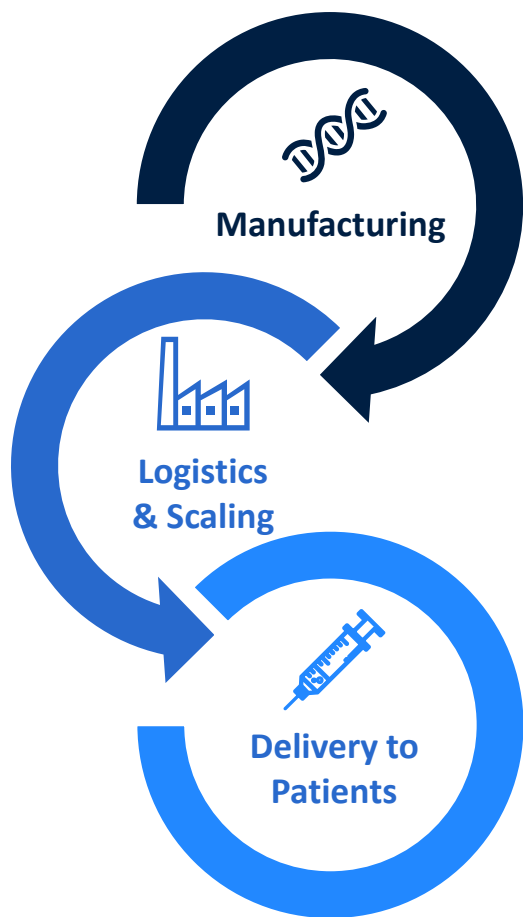 Manufacturing
Logistics
& Scaling
Delivery to
Patients